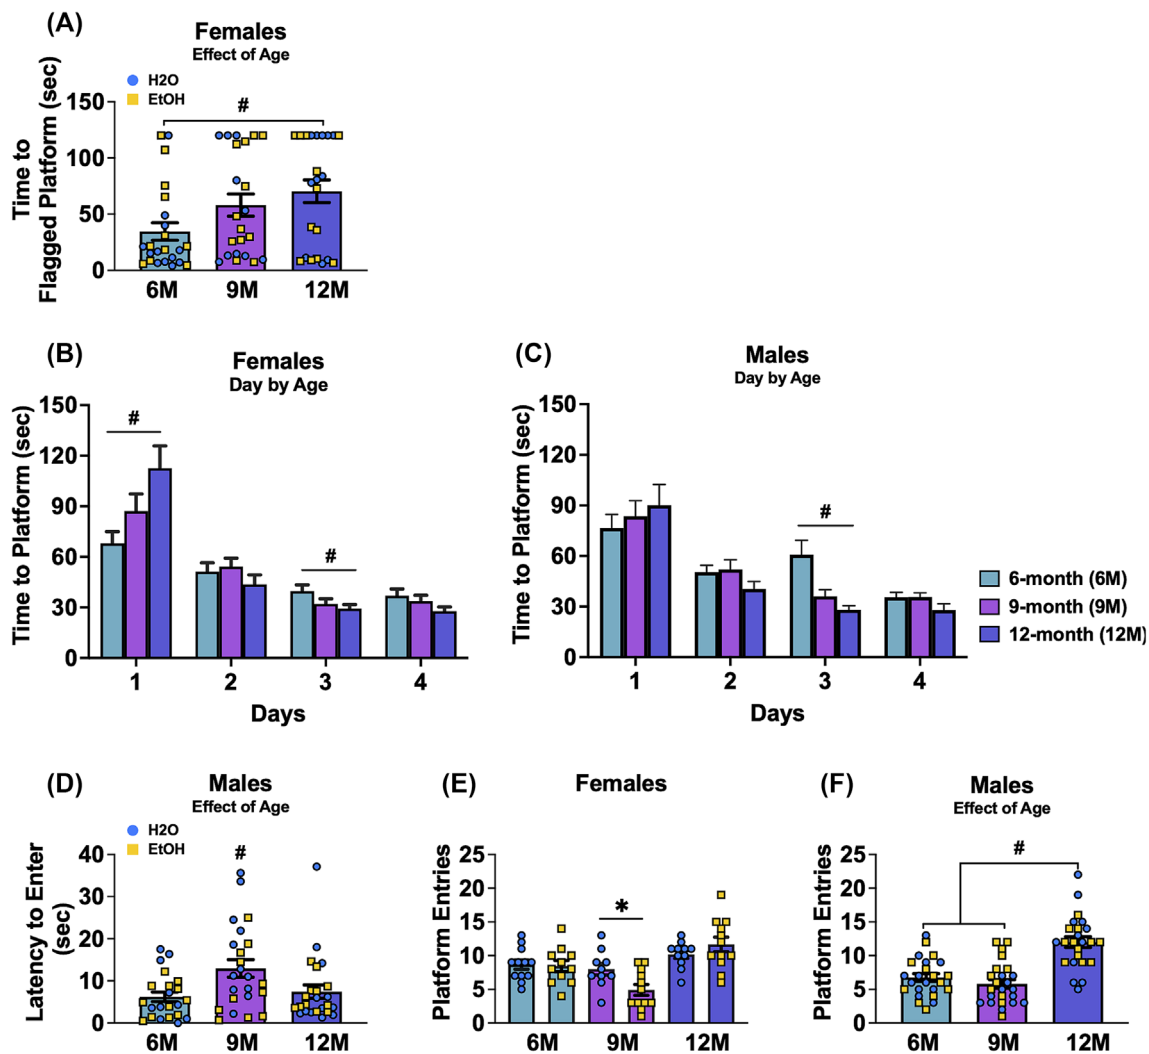 (A)
Females
Effect of Age
H2O
EtOH
#
Time to
Flagged Platform (sec)
150
100
50
0
6M 9M 12M
(B)
Females
Day by Age
#
#
Time to Platform (sec)
150
120
90
60
30
0
1 2 3 4
Days
(C)
Males
Day by Age
#
Time to Platform (sec)
150
120
90
60
30
0
1 2 3 4
Days
6-month (6M)
9-month (9M)
12-month (12M)
(D)
Males
Effect of Age
H2O
EtOH
#
Latency to Enter
(sec)
40
30
20
10
0
6M 9M 12M
(E)
Females
*
Platform Entries
25
20
15
10
5
0
6M 9M 12M
(F)
Males
Effect of Age
#
Platform Entries
25
20
15
10
5
0
6M 9M 12M